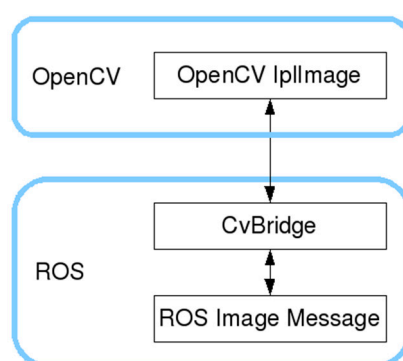 OpenCV
OpenCV IplImage
CvBridge
ROS
ROS Image Message